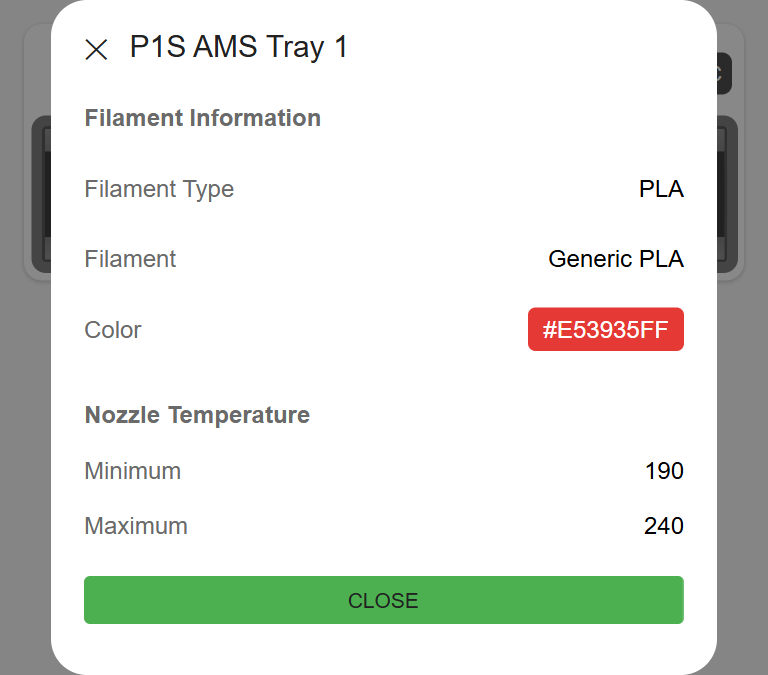 P1S AMS Tray 1
Filament Information
Filament Type PLA
Filament Generic PLA
Color #E53935FF
Nozzle Temperature
Minimum 190
Maximum 240
CLOSE